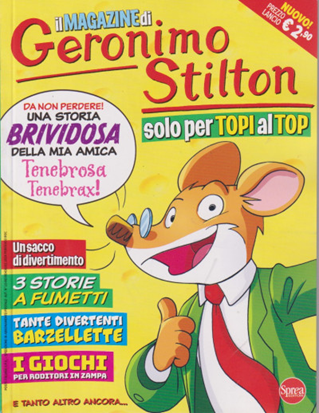 il MAGAZINE di
Geronimo
Stilton
NUOVO!
PREZZO
LANCIO
€ 2,90
solo per TOPI al TOP
DA NON PERDERE!
UNA STORIA
BRIVIDOSA
DELLA MIA AMICA
Tenebrosa
Tenebrax!
Un sacco
di divertimento
3 STORIE
A FUMETTI
TANTE DIVERTENTI
BARZELLETTE
I GIOCHI
PER RODITORI IN ZAMPA
E TANTO ALTRO ANCORA...
Sprea